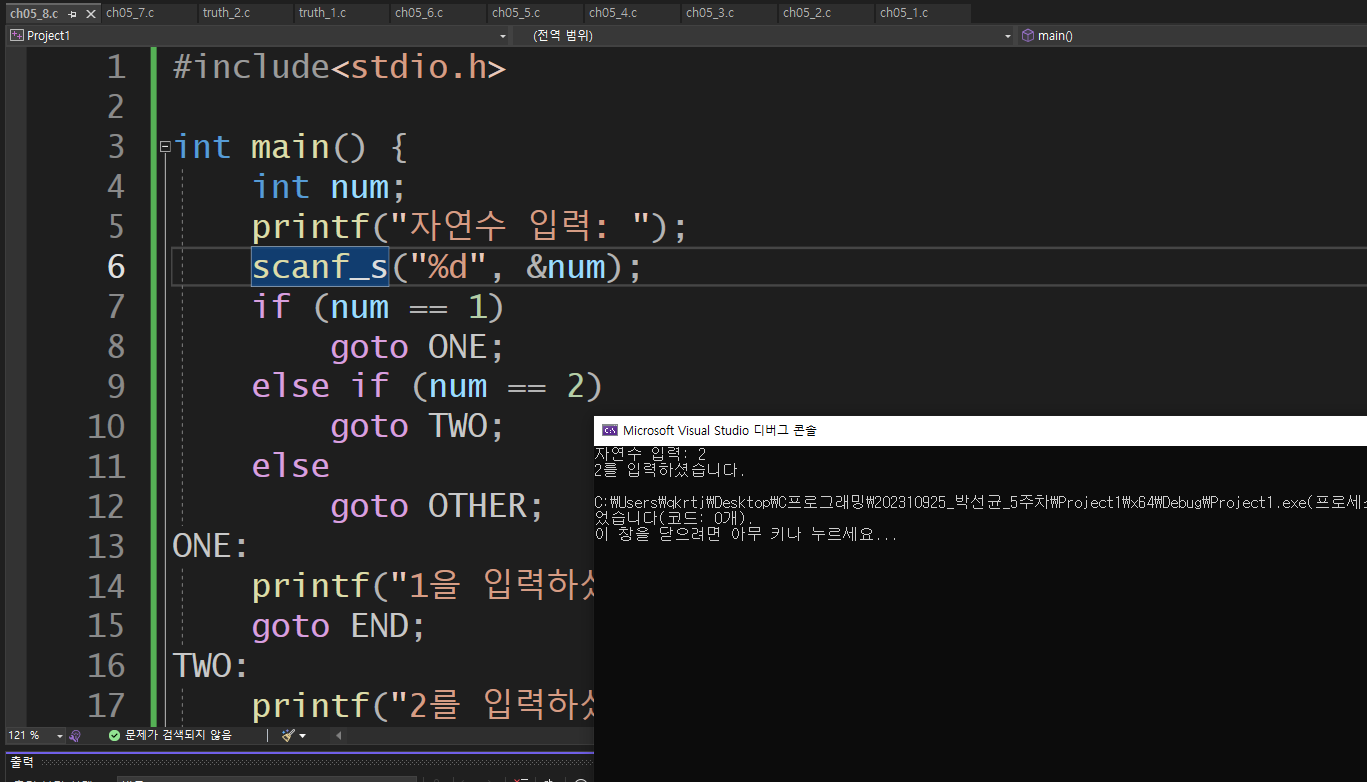 ch05_8.c ch05_7.c truth_2.c truth_1.c ch05_6.c ch05_5.c ch05_4.c ch05_3.c ch05_2.c ch05_1.c
Project1 (전역 범위) main()
1 #include<stdio.h>
2
3 int main() {
4 int num;
5 printf("자연수 입력: ");
6 scanf_s("%d", &num);
7 if (num == 1)
8 goto ONE;
9 else if (num == 2)
10 goto TWO;
11 else
12 goto OTHER;
13 ONE:
14 printf("1을 입력하셨
15 goto END;
16 TWO:
17 printf("2를 입력하셨
Microsoft Visual Studio 디버그 콘솔
자연수 입력: 2
2를 입력하셨습니다.
C:₩Users₩qkrtj₩Desktop₩C프로그래밍₩202310925_박선균_5주차₩Project1₩x64₩Debug₩Project1.exe(프로세스
었습니다(코드: 0개).
이 창을 닫으려면 아무 키나 누르세요...
121 % 문제가 검색되지 않음
출력